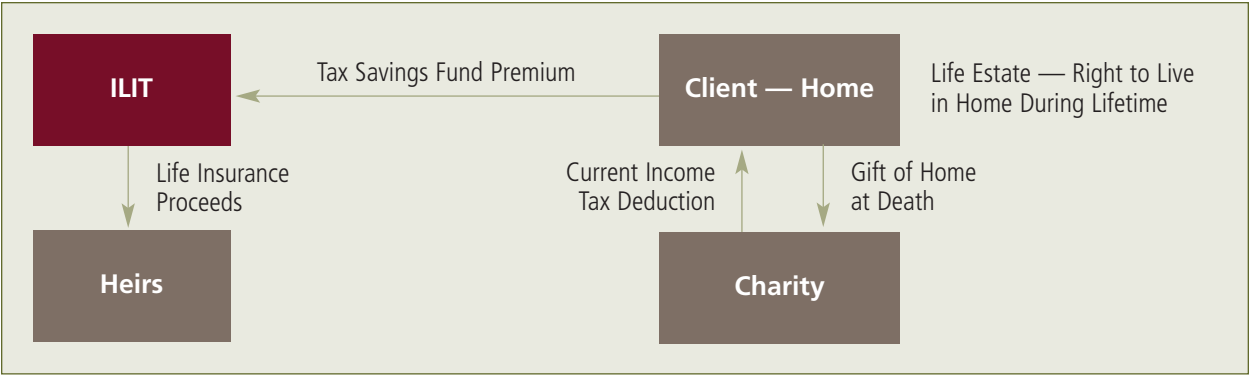 ILIT
Tax Savings Fund Premium
Client — Home
Life Estate — Right to Live
in Home During Lifetime
Life Insurance
Proceeds
Current Income
Tax Deduction
Gift of Home
at Death
Heirs
Charity